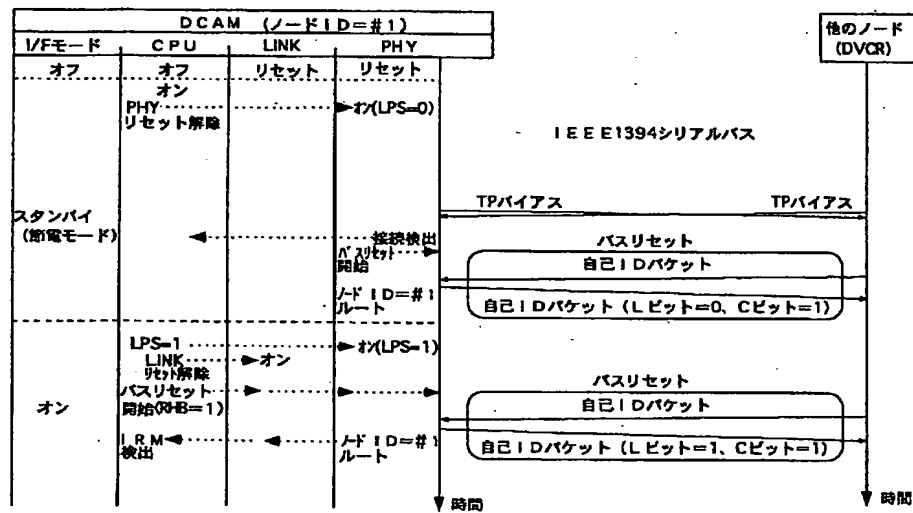 DCAM (ノードID=#1)
I/Fモード CPU LINK PHY
他のノード
(DVCR)
オフ オフ リセット リセット
オン
PHY
リセット解除
オン(LPS=0)
IEEE1394シリアルバス
TPバイアス TPバイアス
スタンバイ
(節電モード)
接続検出
バスリセット
開始
バスリセット
自己IDパケット
ノードID=#1
ルート
自己IDパケット(Lビット=0、Cビット=1)
LPS=1
オン(LPS=1)
LINK
リセット解除
オン
オン
バスリセット
開始(RHB=1)
バスリセット
自己IDパケット
IRM
検出
ノードID=#1
ルート
自己IDパケット(Lビット=1、Cビット=1)
時間 時間